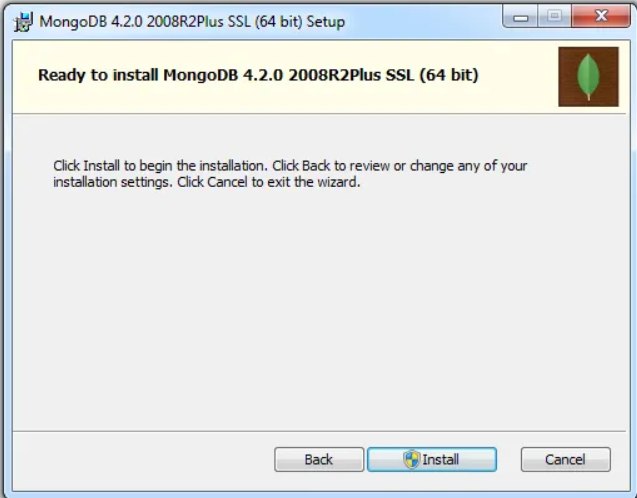 MongoDB 4.2.0 2008R2Plus SSL (64 bit) Setup
Ready to install MongoDB 4.2.0 2008R2Plus SSL (64 bit)
Click Install to begin the installation. Click Back to review or change any of your
installation settings. Click Cancel to exit the wizard.
Back
Install
Cancel